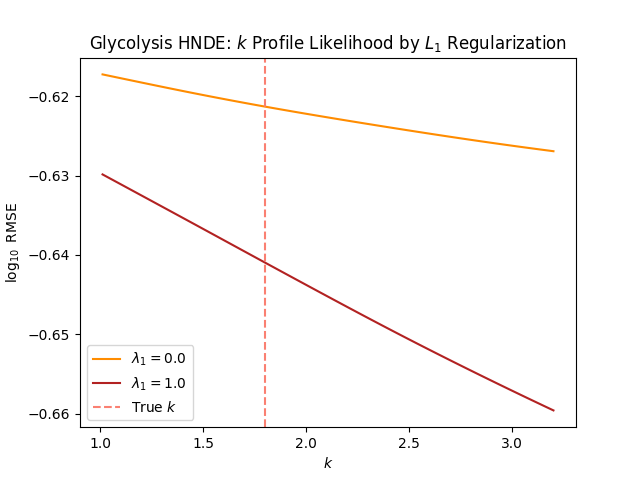 Glycolysis HNDE: k Profile Likelihood by L₁ Regularization
log₁₀ RMSE
−0.62
−0.63
−0.64
−0.65
−0.66
λ₁ = 0.0
λ₁ = 1.0
True k
1.0 1.5 2.0 2.5 3.0
k